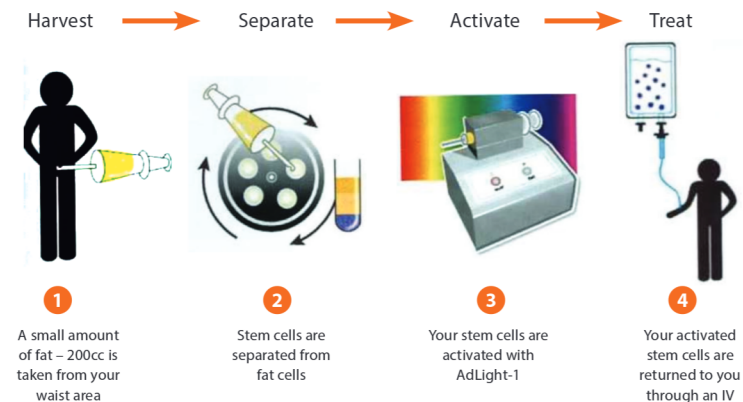 Harvest
Separate
Activate
Treat
1
A small amount
of fat – 200cc is
taken from your
waist area
2
Stem cells are
separated from
fat cells
3
Your stem cells are
activated with
AdLight-1
4
Your activated
stem cells are
returned to you
through an IV